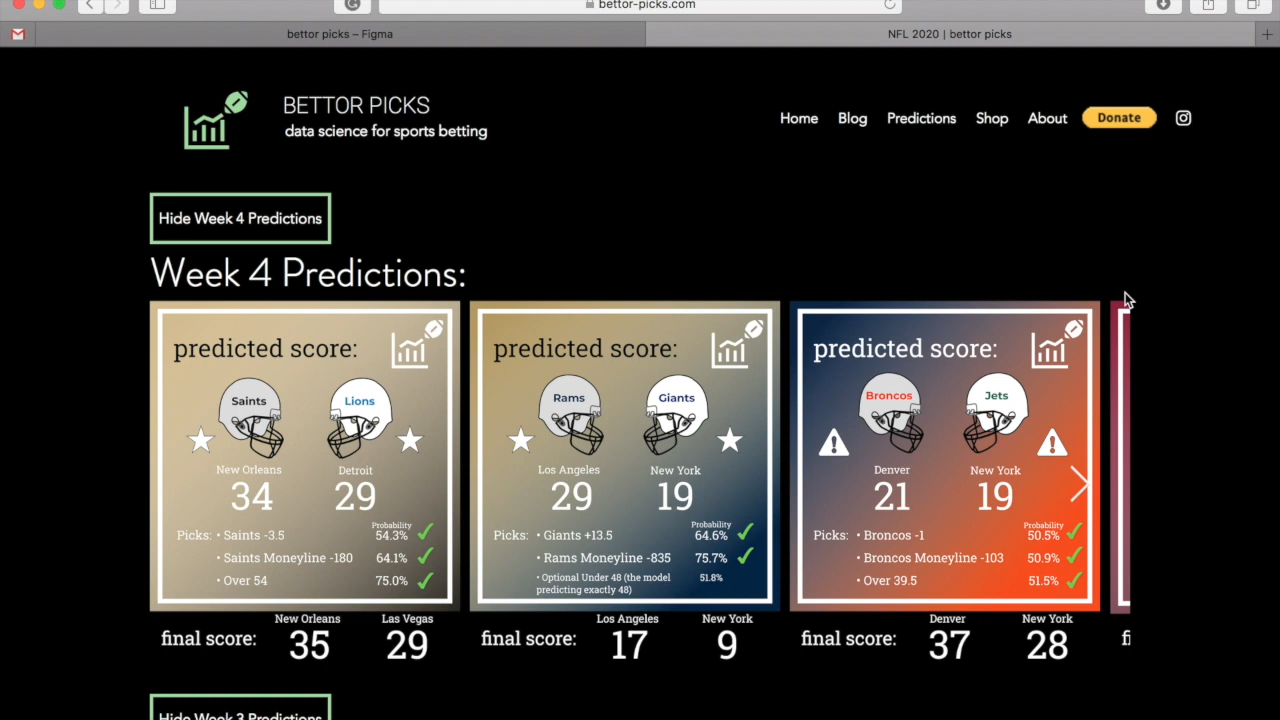 bettor-picks.com
bettor picks – Figma
NFL 2020 | bettor picks
BETTOR PICKS
data science for sports betting
Home
Blog
Predictions
Shop
About
Donate
Hide Week 4 Predictions
Week 4 Predictions:
predicted score:
Saints
Lions
New Orleans
Detroit
34
29
Probability
Picks: • Saints -3.5 54.3%
• Saints Moneyline -180 64.1%
• Over 54 75.0%
New Orleans
Las Vegas
final score: 35 29
predicted score:
Rams
Giants
Los Angeles
New York
29
19
Probability
Picks: • Giants +13.5 64.6%
• Rams Moneyline -835 75.7%
• Optional Under 48 (the model 51.8%
predicting exactly 48)
Los Angeles
New York
final score: 17 9
predicted score:
Broncos
Jets
Denver
New York
21
19
Probability
Picks: • Broncos -1 50.5%
• Broncos Moneyline -103 50.9%
• Over 39.5 51.5%
Denver
New York
final score: 37 28
Hide Week 3 Predictions